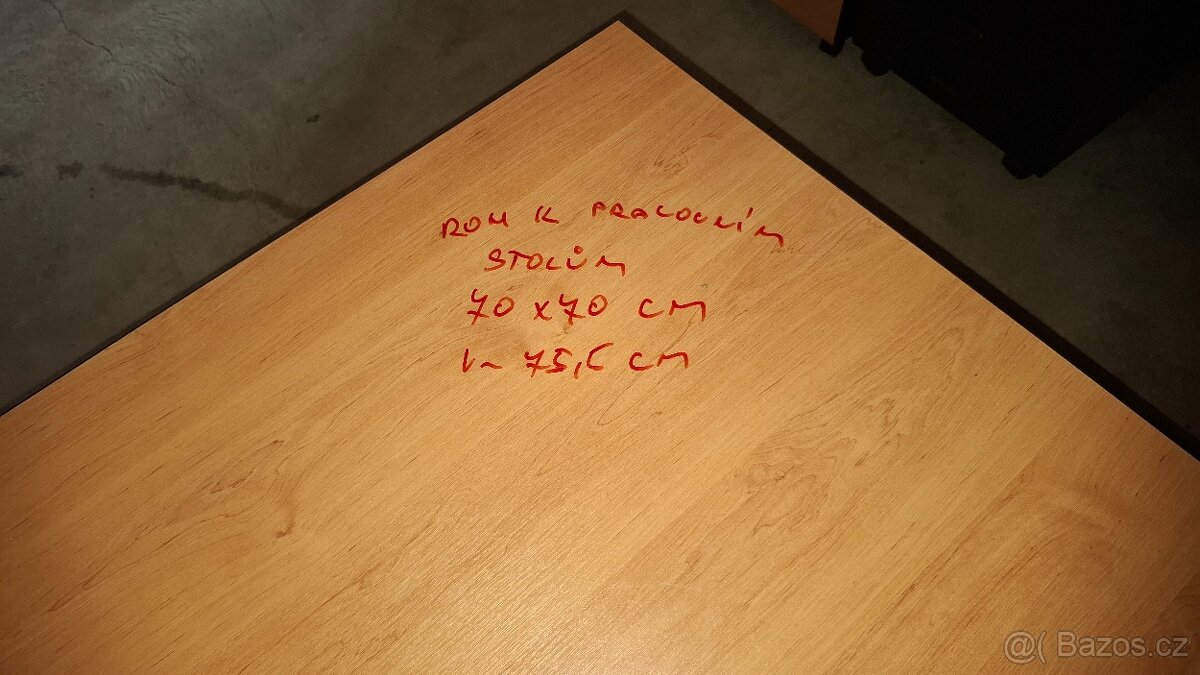 ROH K PRACOVNÍM
STOLŮM
70 x 70 CM
V~ 75,5 CM
@( Bazos.cz